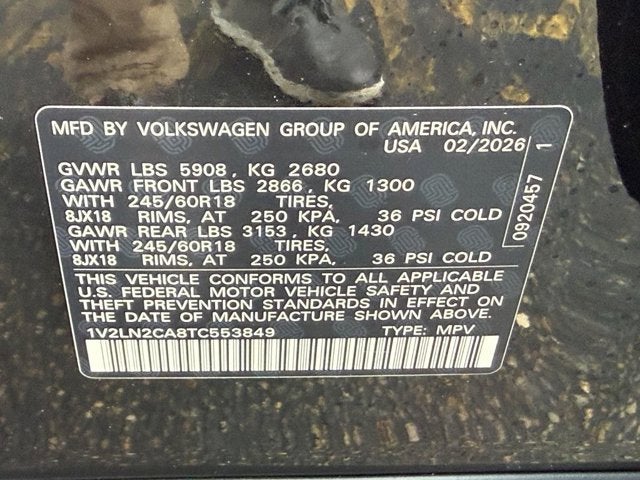 MFD BY VOLKSWAGEN GROUP OF AMERICA, INC.
USA 02/2026
GVWR LBS 5908, KG 2680
GAWR FRONT LBS 2866, KG 1300
WITH 245/60R18 TIRES,
8JX18 RIMS, AT 250 KPA, 36 PSI COLD
GAWR REAR LBS 3153, KG 1430
WITH 245/60R18 TIRES,
8JX18 RIMS, AT 250 KPA, 36 PSI COLD
THIS VEHICLE CONFORMS TO ALL APPLICABLE
U.S. FEDERAL MOTOR VEHICLE SAFETY AND
THEFT PREVENTION STANDARDS IN EFFECT ON
THE DATE OF MANUFACTURE SHOWN ABOVE.
1V2LN2CA8TC553849 TYPE: MPV
0920457 1